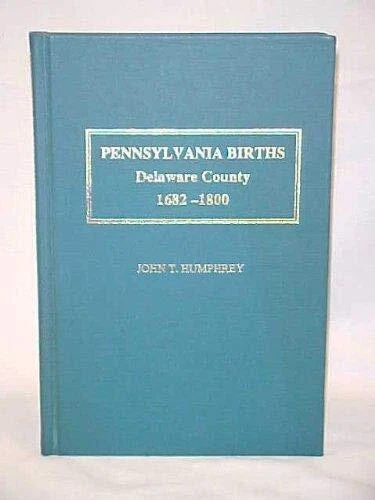 PENNSYLVANIA BIRTHS
Delaware County
1682 –1800
JOHN T. HUMPHREY